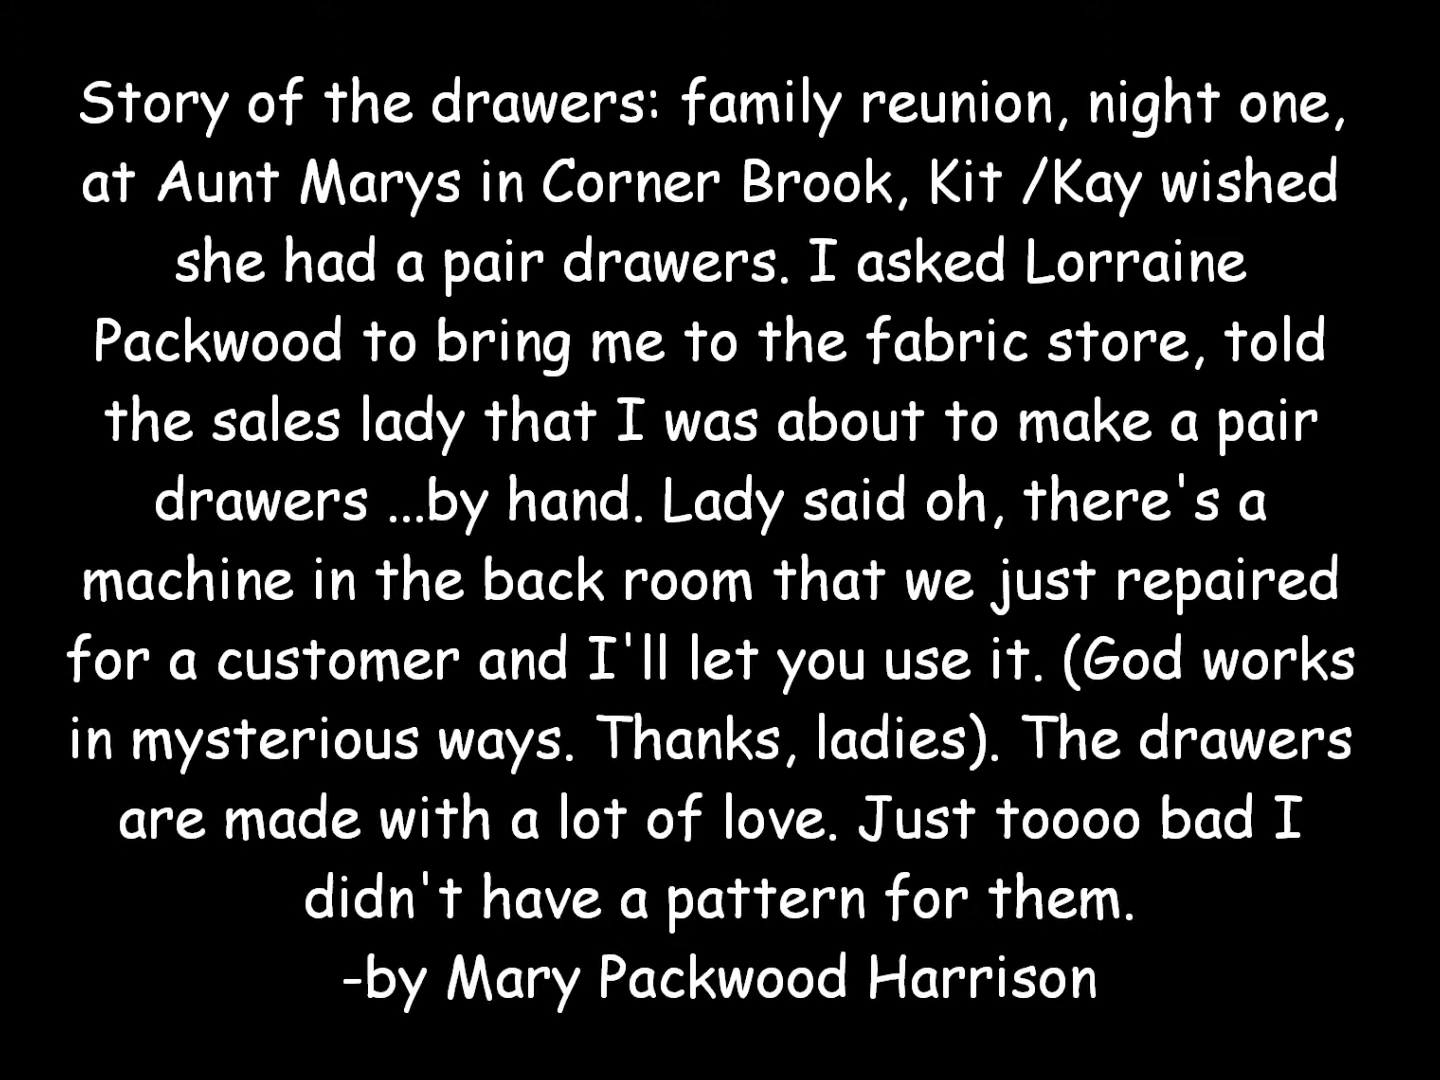 Story of the drawers: family reunion, night one,
at Aunt Marys in Corner Brook, Kit /Kay wished
she had a pair drawers. I asked Lorraine
Packwood to bring me to the fabric store, told
the sales lady that I was about to make a pair
drawers ...by hand. Lady said oh, there's a
machine in the back room that we just repaired
for a customer and I'll let you use it. (God works
in mysterious ways. Thanks, ladies). The drawers
are made with a lot of love. Just toooo bad I
didn't have a pattern for them.
-by Mary Packwood Harrison